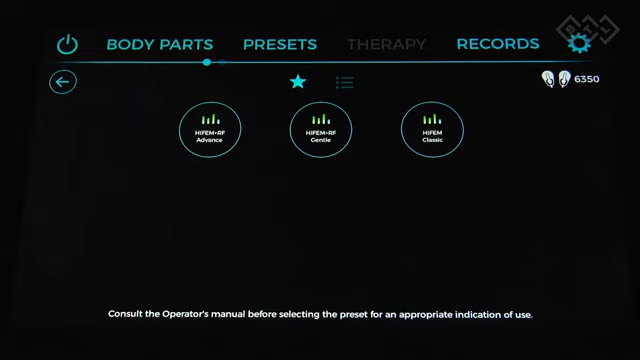 BODY PARTS PRESETS THERAPY RECORDS
BTL
6350
HIFEM+RF
Advance
HIFEM+RF
Gentle
HIFEM
Classic
Consult the Operator's manual before selecting the preset for an appropriate indication of use.